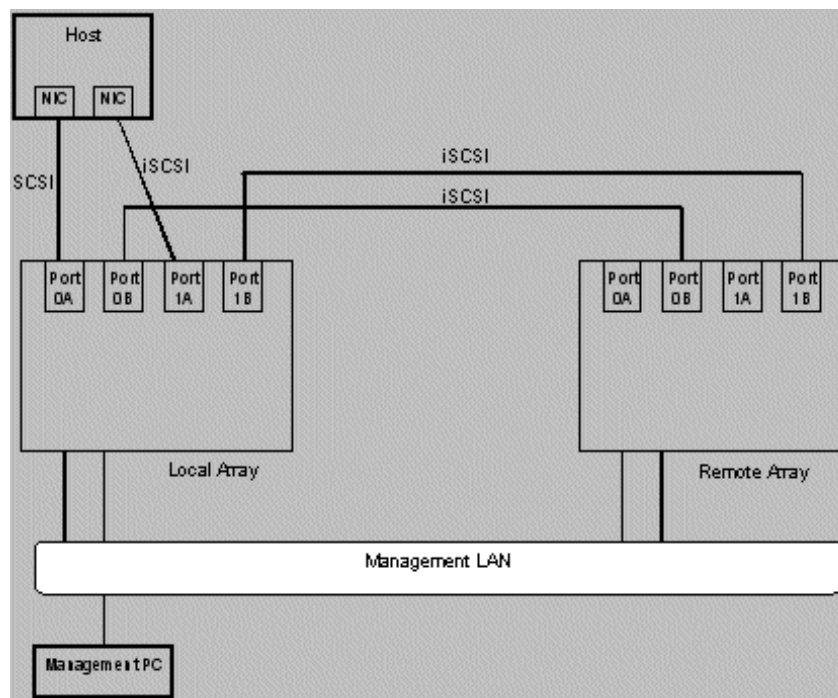 Host
NIC NIC
iSCSI
iSCSI
SCSI
iSCSI
Port 0A
Port 0B
Port 1A
Port 1B
Port 0A
Port 0B
Port 1A
Port 1B
Local Array
Remote Array
Management LAN
Management PC